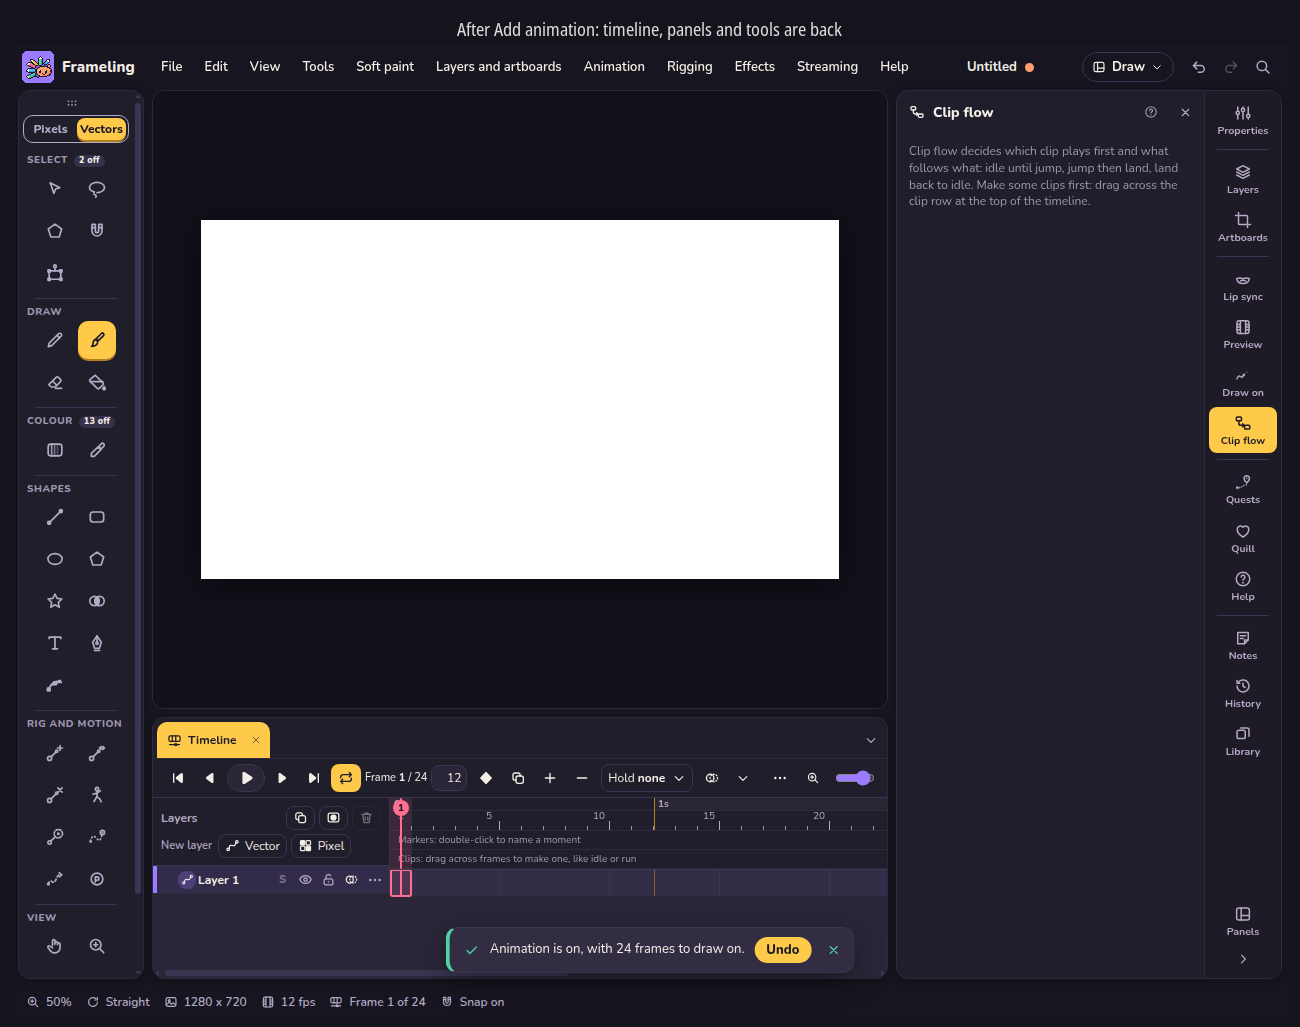 After Add animation: timeline, panels and tools are back
Frameling File Edit View Tools Soft paint Layers and artboards Animation Rigging Effects Streaming Help Untitled Draw
Pixels Vectors
SELECT 2 off
DRAW
COLOUR 13 off
SHAPES
RIG AND MOTION
VIEW
Clip flow
Clip flow decides which clip plays first and what
follows what: idle until jump, jump then land, land
back to idle. Make some clips first: drag across the
clip row at the top of the timeline.
Properties
Layers
Artboards
Lip sync
Preview
Draw on
Clip flow
Quests
Quill
Help
Notes
History
Library
Panels
Timeline
Frame 1 / 24 12 Hold none
Layers 1 1s
5 10 15 20
New layer Vector Pixel
Markers: double-click to name a moment
Clips: drag across frames to make one, like idle or run
Layer 1 S
Animation is on, with 24 frames to draw on. Undo
50% Straight 1280 x 720 12 fps Frame 1 of 24 Snap on